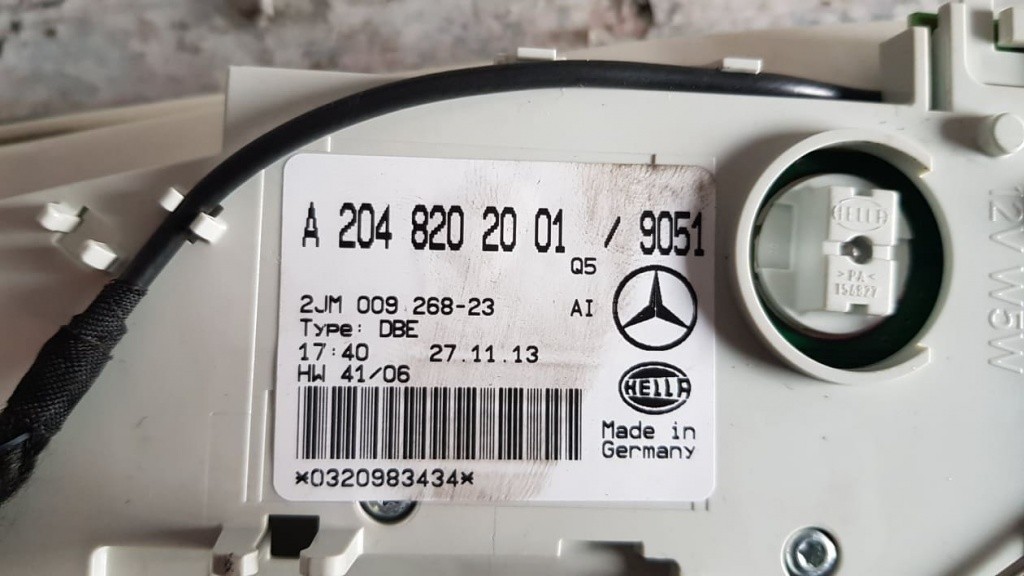 A 204 820 20 01 / 9051
Q5
2JM 009 268-23 AI
Type: DBE
17:40 27.11.13
HW 41/06
HELLA
Made in
Germany
*0320983434*
HELLA
>PA<
158827
12V W5W